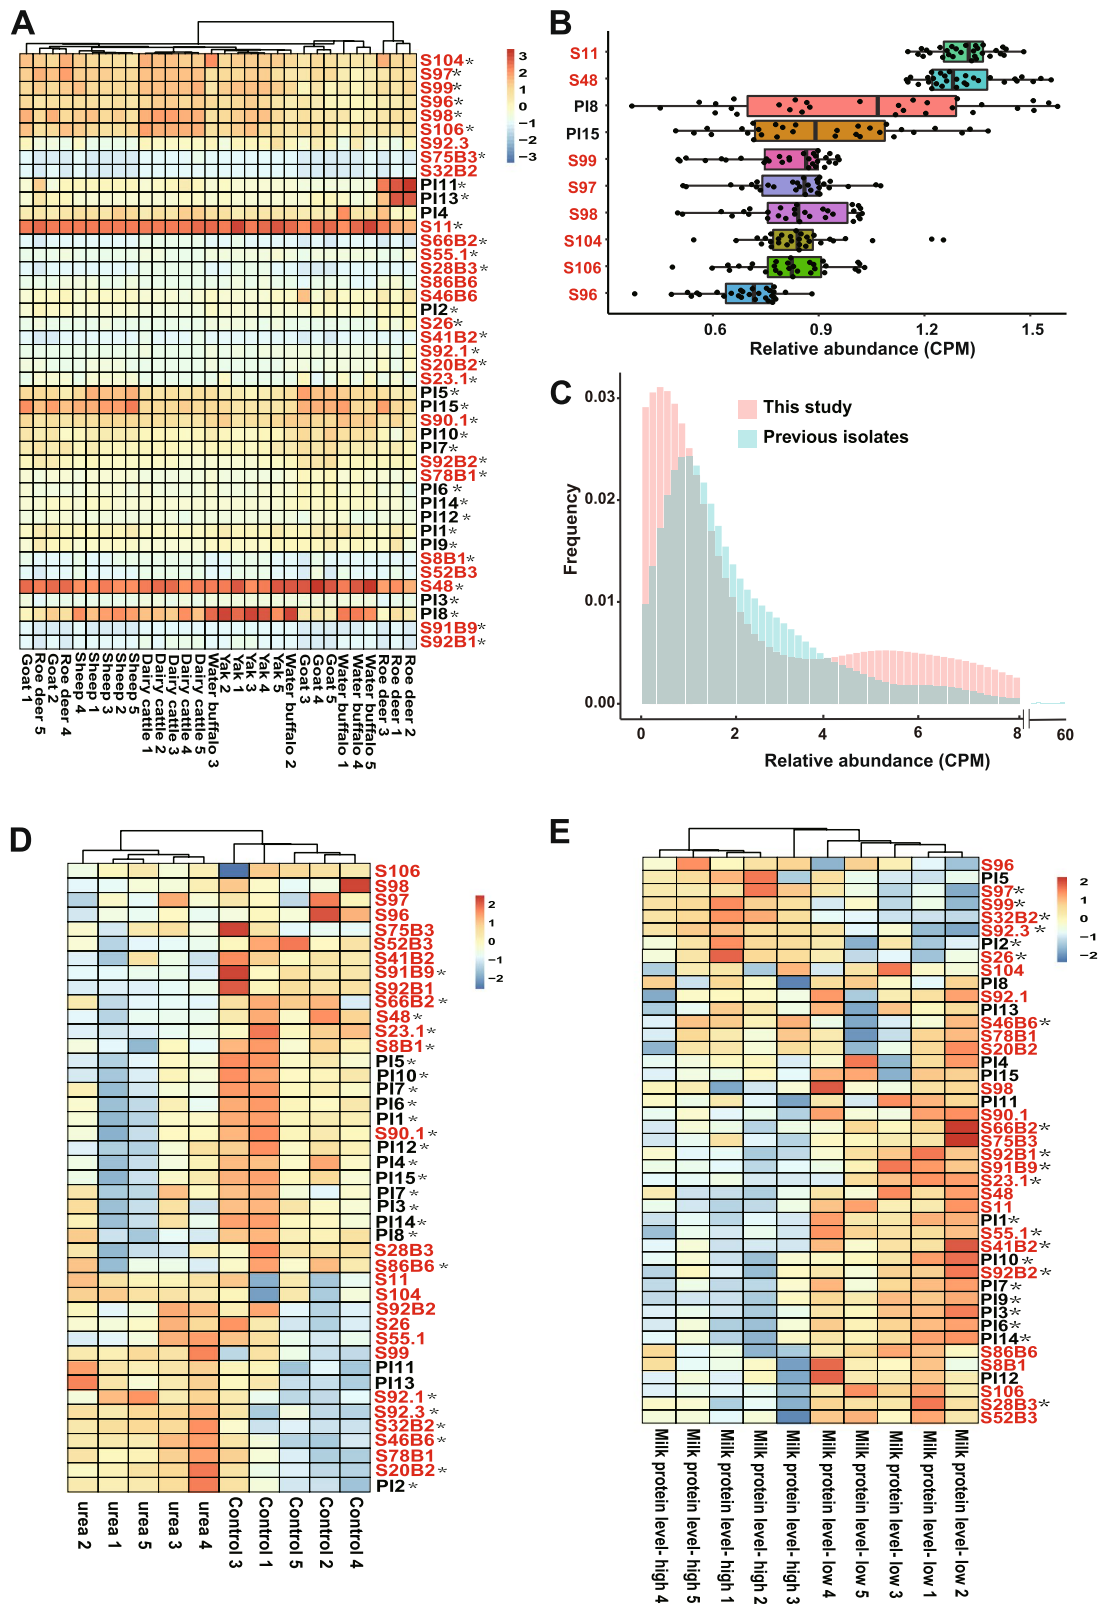 A
S104*
S97*
S99*
S96*
S98*
S106*
S92.3
S75B3*
S32B2
PI11*
PI13*
PI4
S11*
S66B2*
S55.1*
S28B3*
S86B6
S46B6
PI2*
S26*
S41B2*
S92.1*
S20B2*
S23.1*
PI5*
PI15*
S90.1*
PI10*
PI7*
S92B2*
S78B1*
PI6*
PI14*
PI12*
PI1*
PI9*
S8B1*
S52B3
S48*
PI3*
PI8*
S91B9*
S92B1*
3
2
1
0
−1
−2
−3
Goat 1
Roe deer 5
Goat 2
Roe deer 4
Sheep 4
Sheep 1
Sheep 3
Sheep 2
Sheep 5
Dairy cattle 1
Dairy cattle 2
Dairy cattle 3
Dairy cattle 4
Dairy cattle 5
Water buffalo 3
Yak 2
Yak 1
Yak 3
Yak 4
Yak 5
Water buffalo 2
Goat 3
Goat 4
Goat 5
Water buffalo 1
Water buffalo 4
Water buffalo 5
Roe deer 3
Roe deer 1
Roe deer 2
B
S11
S48
PI8
PI15
S99
S97
S98
S104
S106
S96
0.6
0.9
1.2
1.5
Relative abundance (CPM)
C
This study
Previous isolates
Frequency
0.03
0.02
0.01
0.00
0
2
4
6
8
60
Relative abundance (CPM)
D
S106
S98
S97
S96
S75B3
S52B3
S41B2
S91B9*
S92B1
S66B2*
S48*
S23.1*
S8B1*
PI5*
PI10*
PI7*
PI6*
PI1*
S90.1*
PI12*
PI4*
PI15*
PI7*
PI3*
PI14*
PI8*
S28B3
S86B6*
S11
S104
S92B2
S26
S55.1
S99
PI11
PI13
S92.1*
S92.3*
S32B2*
S46B6*
S78B1
S20B2*
PI2*
2
1
0
−1
−2
urea 2
urea 1
urea 5
urea 3
urea 4
Control 3
Control 1
Control 5
Control 2
Control 4
E
S96
PI5
S97*
S99*
S32B2*
S92.3*
PI2*
S26*
S104
PI8
S92.1
PI13
S46B6*
S78B1
S20B2
PI4
PI15
S98
PI11
S90.1
S66B2*
S75B3
S92B1*
S91B9*
S23.1*
S48
S11
PI1*
S55.1*
S41B2*
PI10*
S92B2*
PI7*
PI9*
PI3*
PI6*
PI14*
S86B6
S8B1
PI12
S106
S28B3*
S52B3
2
1
0
−1
−2
Milk protein level- high 4
Milk protein level- high 5
Milk protein level- high 1
Milk protein level- high 2
Milk protein level- high 3
Milk protein level- low 4
Milk protein level- low 5
Milk protein level- low 3
Milk protein level- low 1
Milk protein level- low 2